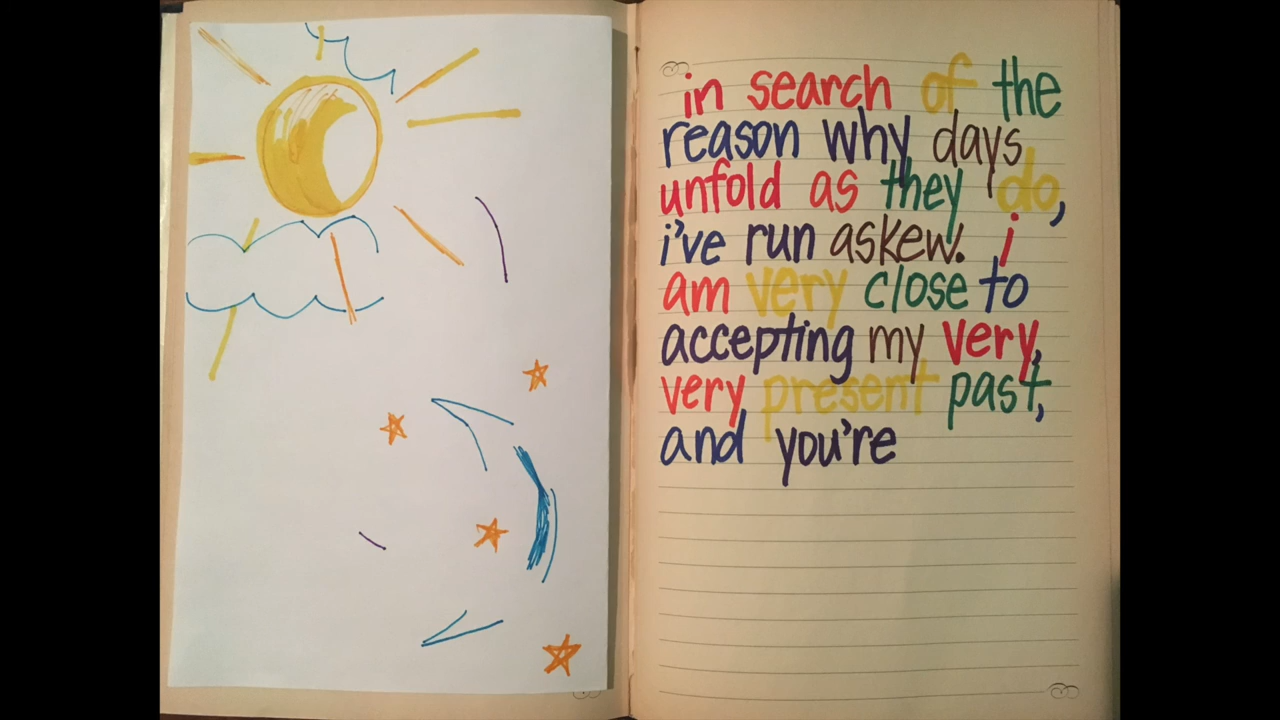 in search of the
reason why days
unfold as they do,
i've run askew. i
am very close to
accepting my very,
very present past,
and you're